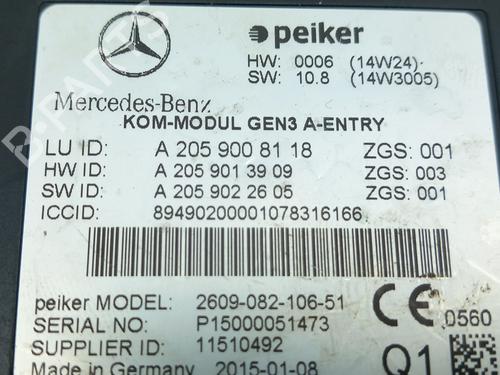 peiker
HW: 0006 (14W24)
SW: 10.8 (14W3005)
Mercedes-Benz
KOM-MODUL GEN3 A-ENTRY
LU ID: A 205 900 81 18 ZGS: 001
HW ID: A 205 901 39 09 ZGS: 003
SW ID: A 205 902 26 05 ZGS: 001
ICCID: 89490200001078316166
peiker MODEL: 2609-082-106-51
SERIAL NO: P15000051473 CE 0560
SUPPLIER ID: 11510492
Made in Germany 2015-01-08 Q1
B-PARTS